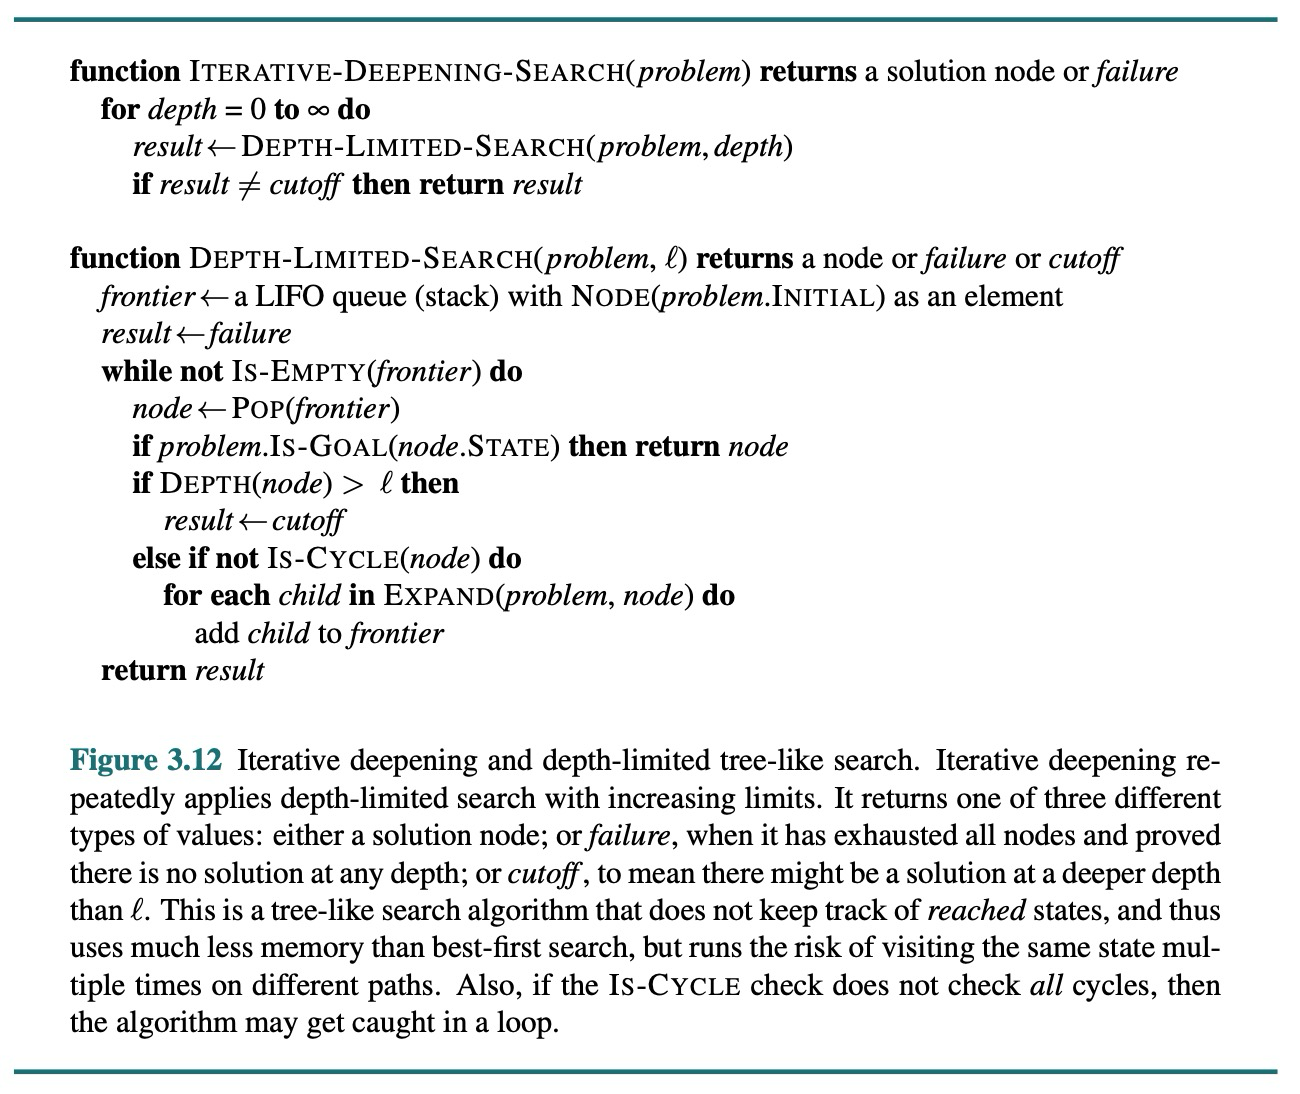 function ITERATIVE-DEEPENING-SEARCH(problem) returns a solution node or failure
for depth = 0 to ∞ do
result ← DEPTH-LIMITED-SEARCH(problem, depth)
if result ≠ cutoff then return result
function DEPTH-LIMITED-SEARCH(problem, ℓ) returns a node or failure or cutoff
frontier ← a LIFO queue (stack) with NODE(problem.INITIAL) as an element
result ← failure
while not IS-EMPTY(frontier) do
node ← POP(frontier)
if problem.IS-GOAL(node.STATE) then return node
if DEPTH(node) > ℓ then
result ← cutoff
else if not IS-CYCLE(node) do
for each child in EXPAND(problem, node) do
add child to frontier
return result
Figure 3.12 Iterative deepening and depth-limited tree-like search. Iterative deepening re-
peatedly applies depth-limited search with increasing limits. It returns one of three different
types of values: either a solution node; or failure, when it has exhausted all nodes and proved
there is no solution at any depth; or cutoff, to mean there might be a solution at a deeper depth
than ℓ. This is a tree-like search algorithm that does not keep track of reached states, and thus
uses much less memory than best-first search, but runs the risk of visiting the same state mul-
tiple times on different paths. Also, if the IS-CYCLE check does not check all cycles, then
the algorithm may get caught in a loop.